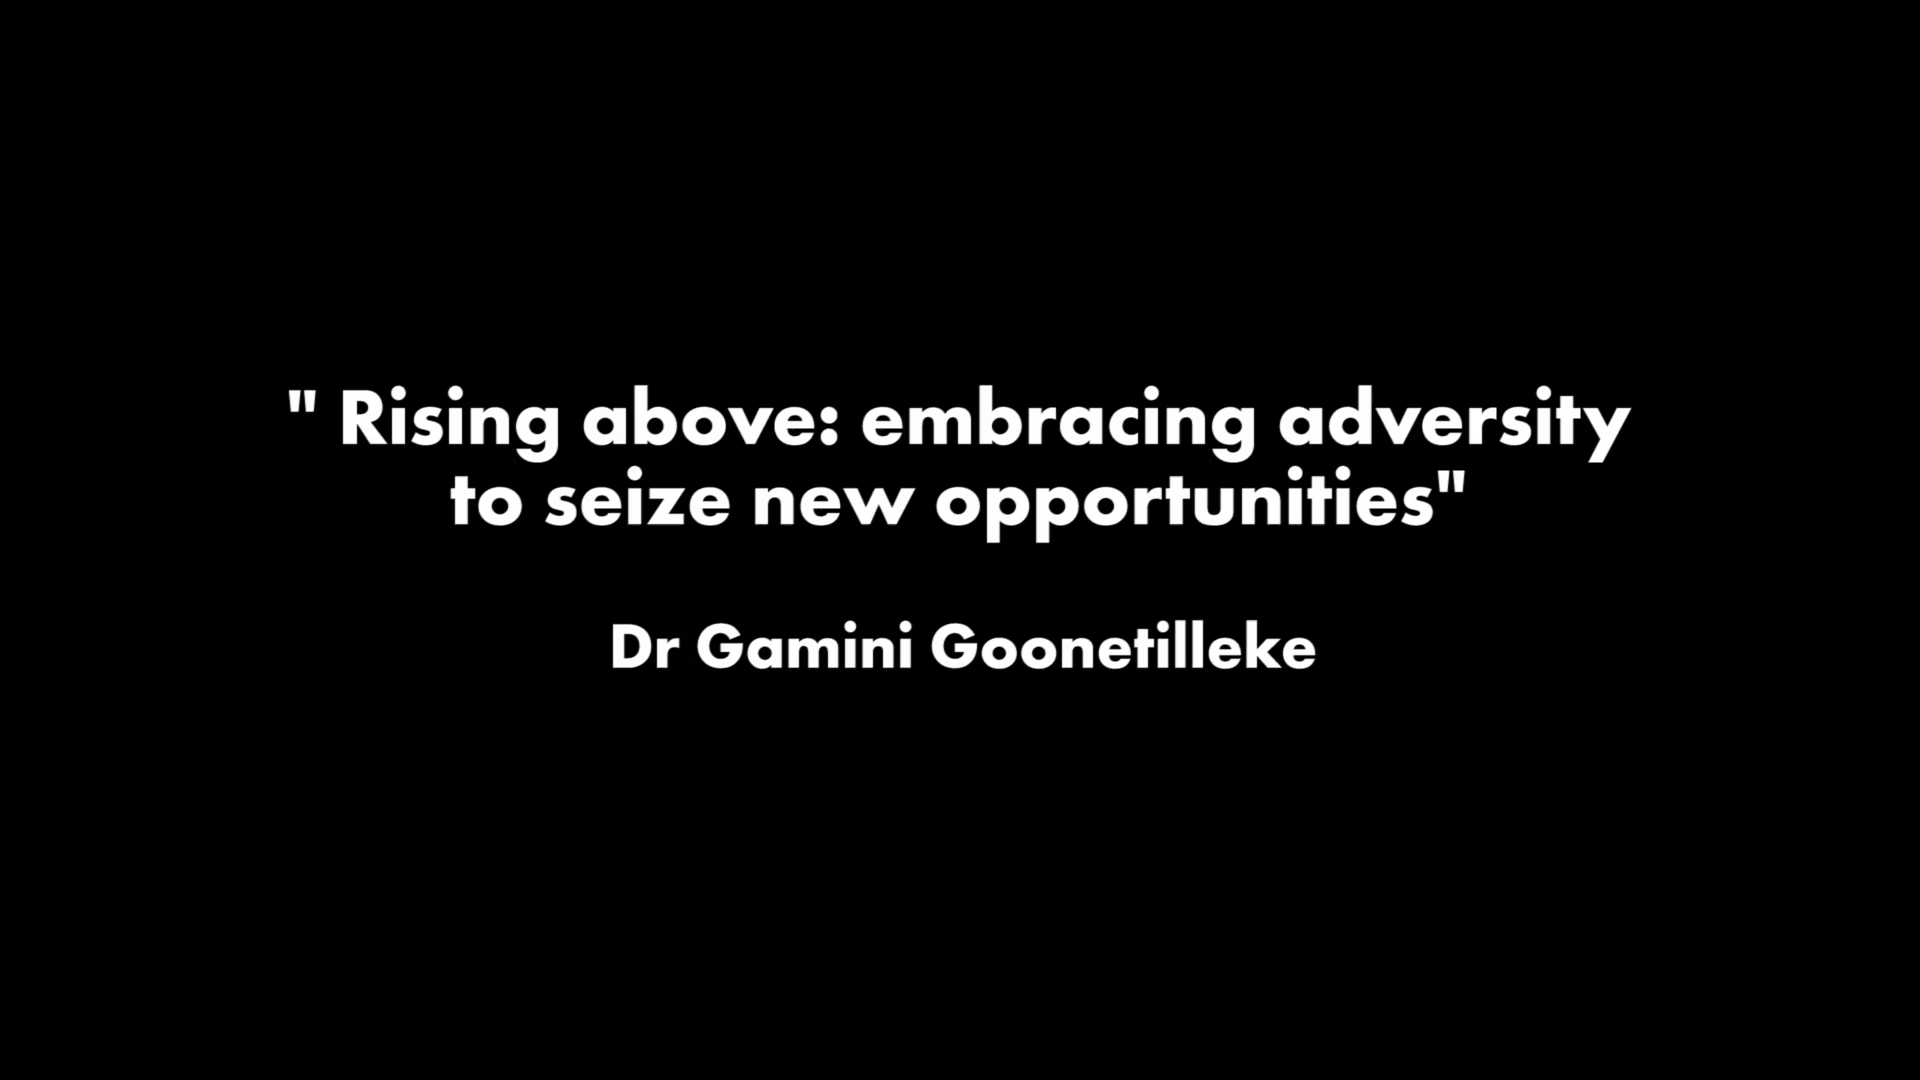 " Rising above: embracing adversity
to seize new opportunities"
Dr Gamini Goonetilleke